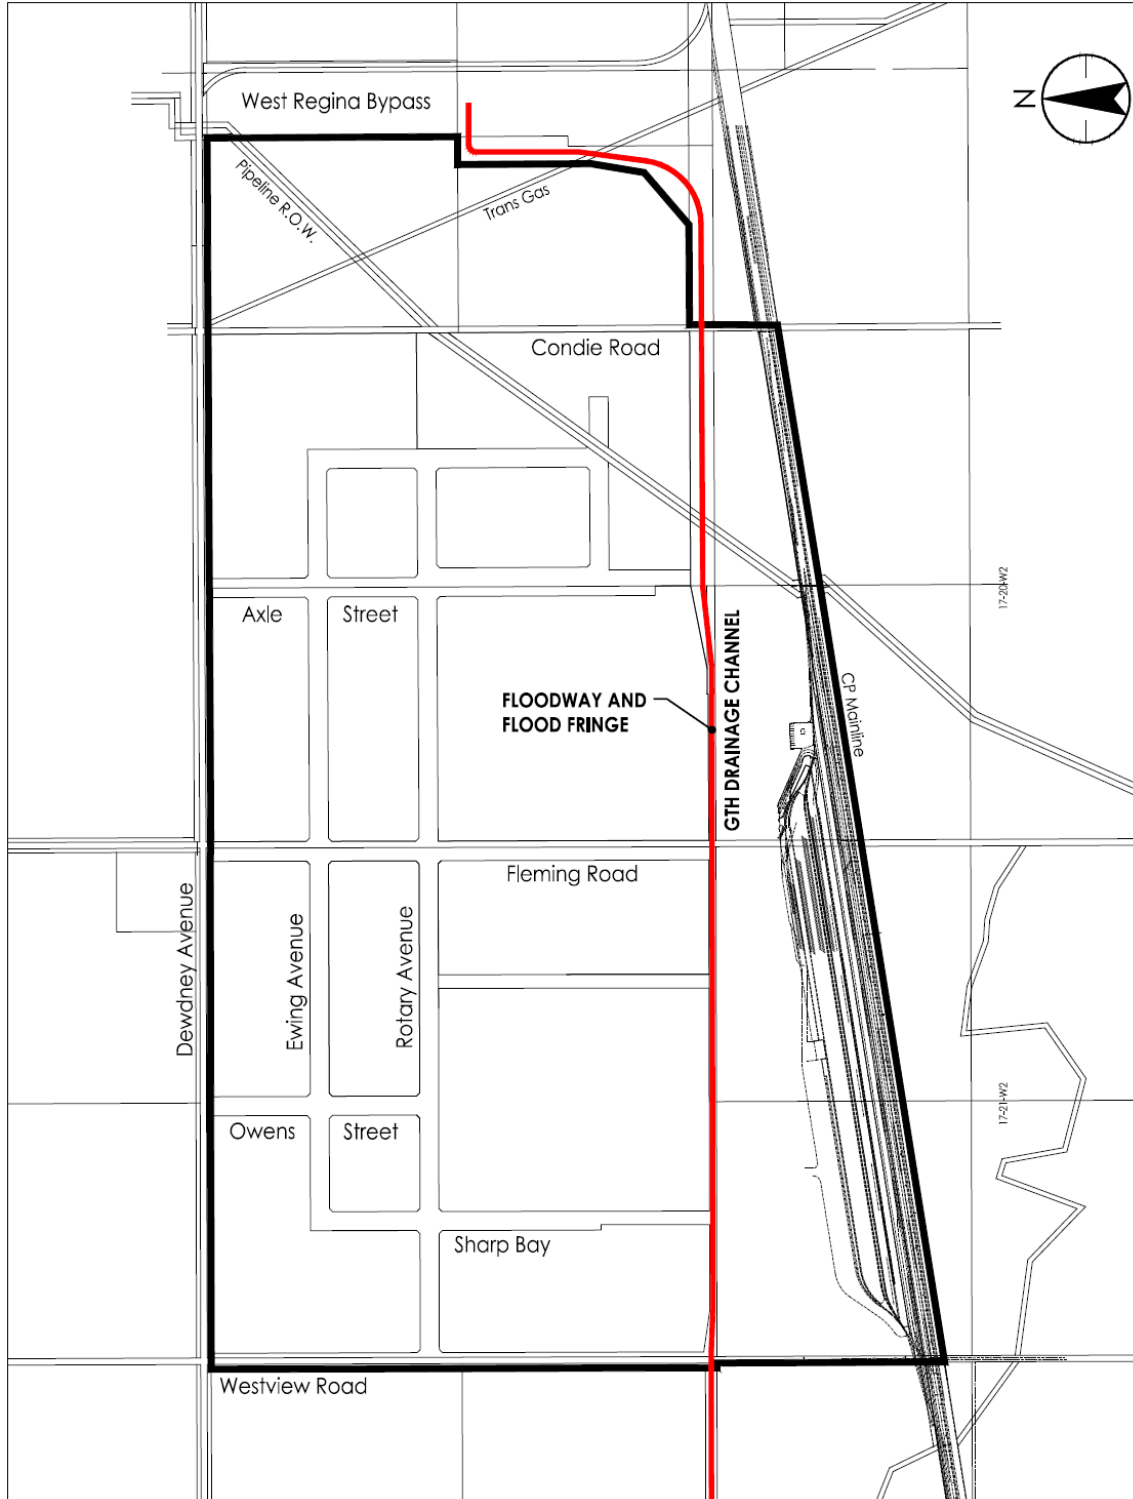 West Regina Bypass
N
Pipeline R.O.W.
Trans Gas
Condie Road
17-20-W2
Axle Street
FLOODWAY AND
FLOOD FRINGE
GTH DRAINAGE CHANNEL
CP Mainline
Fleming Road
Dewdney Avenue
Ewing Avenue
Rotary Avenue
17-21-W2
Owens Street
Sharp Bay
Westview Road